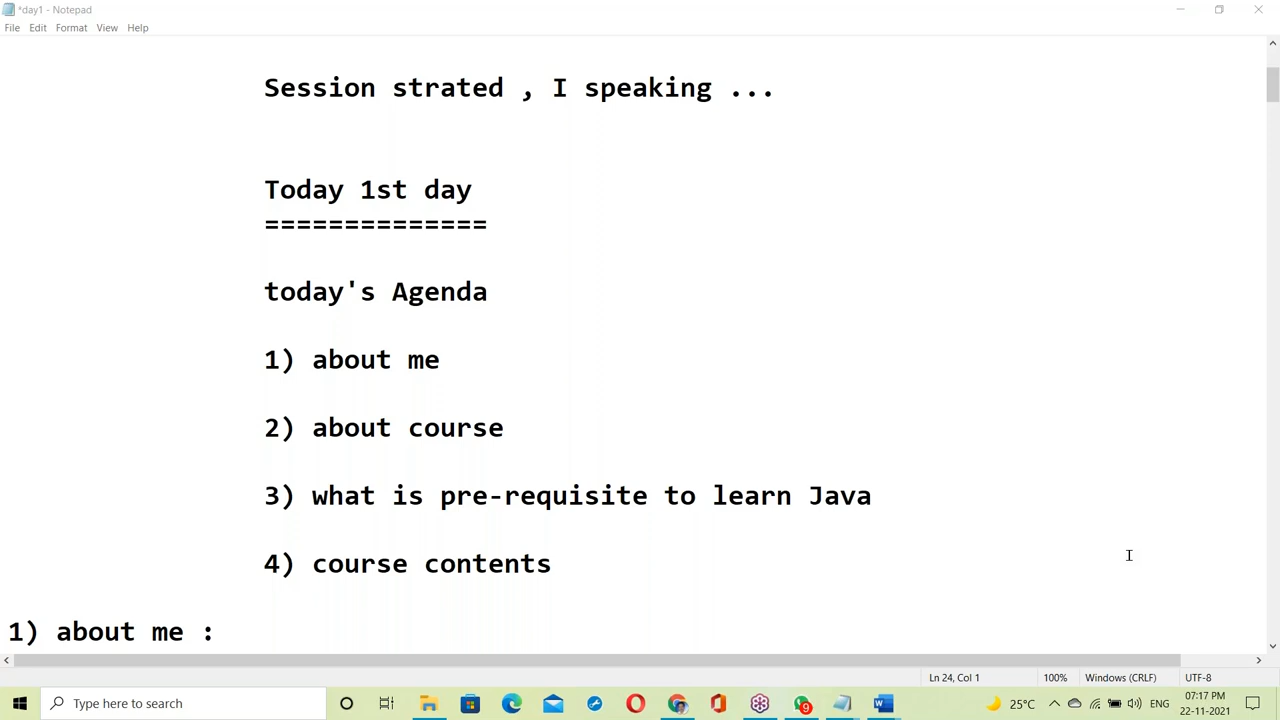 *day1 - Notepad
File Edit Format View Help
Session strated , I speaking ...
Today 1st day
==============
today's Agenda
1) about me
2) about course
3) what is pre-requisite to learn Java
4) course contents
1) about me :
Ln 24, Col 1 100% Windows (CRLF) UTF-8
Type here to search
9
25°C
ENG
07:17 PM
22-11-2021